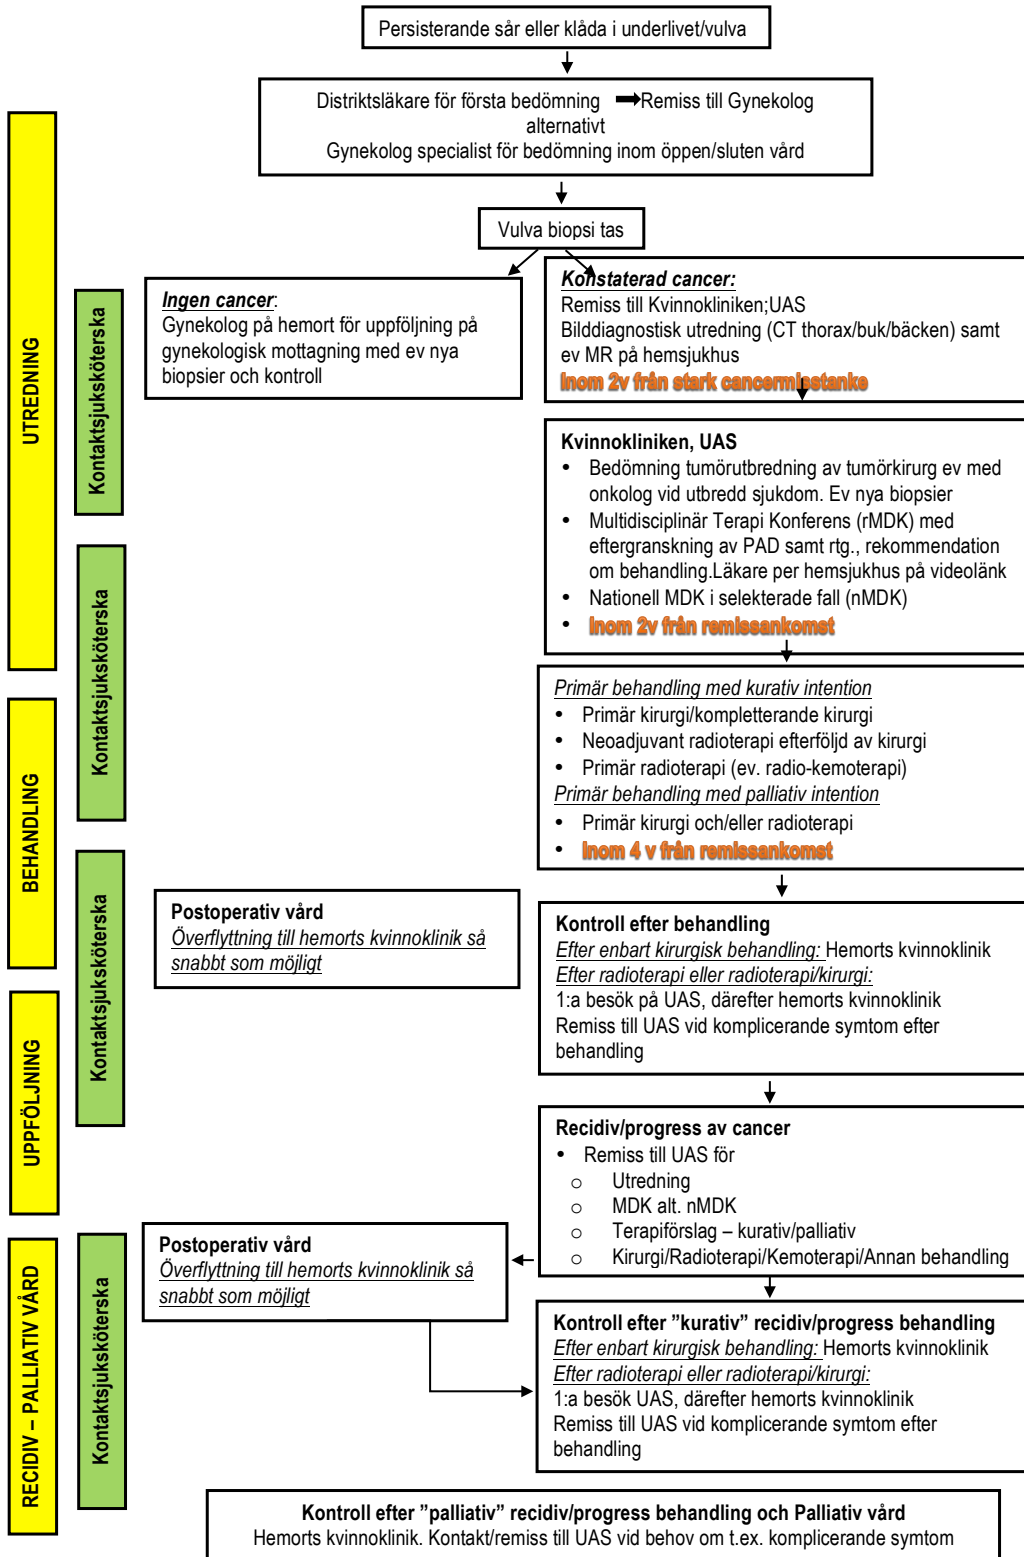 Persisterande sår eller klåda i underlivet/vulva
Distriktsläkare för första bedömning ➡Remiss till Gynekolog
alternativt
Gynekolog specialist för bedömning inom öppen/sluten vård
Vulva biopsi tas
UTREDNING
Kontaktsjuksköterska
Ingen cancer:
Gynekolog på hemort för uppföljning på
gynekologisk mottagning med ev nya
biopsier och kontroll
Konstaterad cancer:
Remiss till Kvinnokliniken;UAS
Bilddiagnostisk utredning (CT thorax/buk/bäcken) samt
ev MR på hemsjukhus
Inom 2v från stark cancermisstanke
Kvinnokliniken, UAS
• Bedömning tumörutbredning av tumörkirurg ev med
onkolog vid utbredd sjukdom. Ev nya biopsier
• Multidisciplinär Terapi Konferens (rMDK) med
eftergranskning av PAD samt rtg., rekommendation
om behandling.Läkare per hemsjukhus på videolänk
• Nationell MDK i selekterade fall (nMDK)
• Inom 2v från remissankomst
Kontaktsjuksköterska
BEHANDLING
Primär behandling med kurativ intention
• Primär kirurgi/kompletterande kirurgi
• Neoadjuvant radioterapi efterföljd av kirurgi
• Primär radioterapi (ev. radio-kemoterapi)
Primär behandling med palliativ intention
• Primär kirurgi och/eller radioterapi
• Inom 4 v från remissankomst
Kontaktsjuksköterska
Postoperativ vård
Överflyttning till hemorts kvinnoklinik så
snabbt som möjligt
Kontroll efter behandling
Efter enbart kirurgisk behandling: Hemorts kvinnoklinik
Efter radioterapi eller radioterapi/kirurgi:
1:a besök på UAS, därefter hemorts kvinnoklinik
Remiss till UAS vid komplicerande symtom efter
behandling
UPPFÖLJNING
Recidiv/progress av cancer
• Remiss till UAS för
o Utredning
o MDK alt. nMDK
o Terapiförslag – kurativ/palliativ
o Kirurgi/Radioterapi/Kemoterapi/Annan behandling
RECIDIV – PALLIATIV VÅRD
Kontaktsjuksköterska
Postoperativ vård
Överflyttning till hemorts kvinnoklinik så
snabbt som möjligt
Kontroll efter ”kurativ” recidiv/progress behandling
Efter enbart kirurgisk behandling: Hemorts kvinnoklinik
Efter radioterapi eller radioterapi/kirurgi:
1:a besök UAS, därefter hemorts kvinnoklinik
Remiss till UAS vid komplicerande symtom efter
behandling
Kontroll efter ”palliativ” recidiv/progress behandling och Palliativ vård
Hemorts kvinnoklinik. Kontakt/remiss till UAS vid behov om t.ex. komplicerande symtom